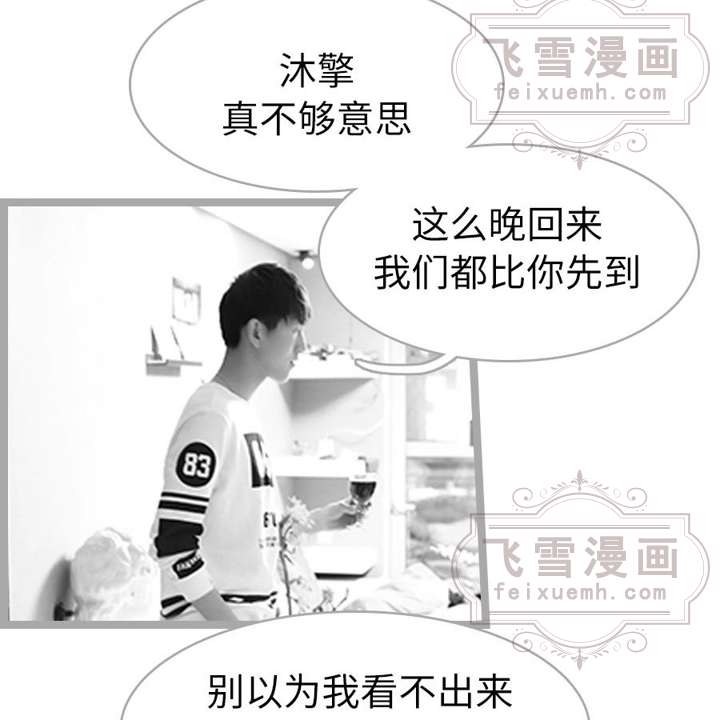 飞雪漫画
feixuemh.com
沐擎
真不够意思
这么晚回来
我们都比你先到
83
飞雪漫画
feixuemh.com
别以为我看不出来